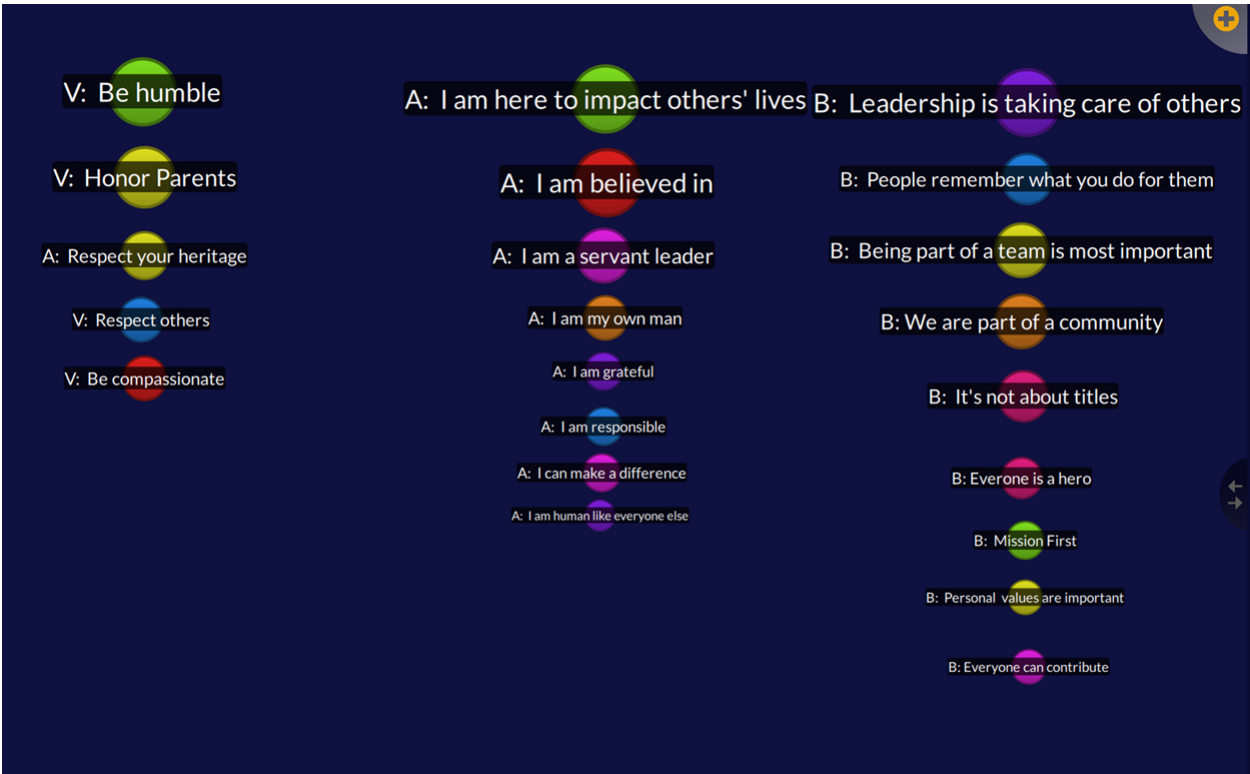 V: Be humble
V: Honor Parents
A: Respect your heritage
V: Respect others
V: Be compassionate
A: I am here to impact others' lives
A: I am believed in
A: I am a servant leader
A: I am my own man
A: I am grateful
A: I am responsible
A: I can make a difference
A: I am human like everyone else
B: Leadership is taking care of others
B: People remember what you do for them
B: Being part of a team is most important
B: We are part of a community
B: It's not about titles
B: Everone is a hero
B: Mission First
B: Personal values are important
B: Everyone can contribute